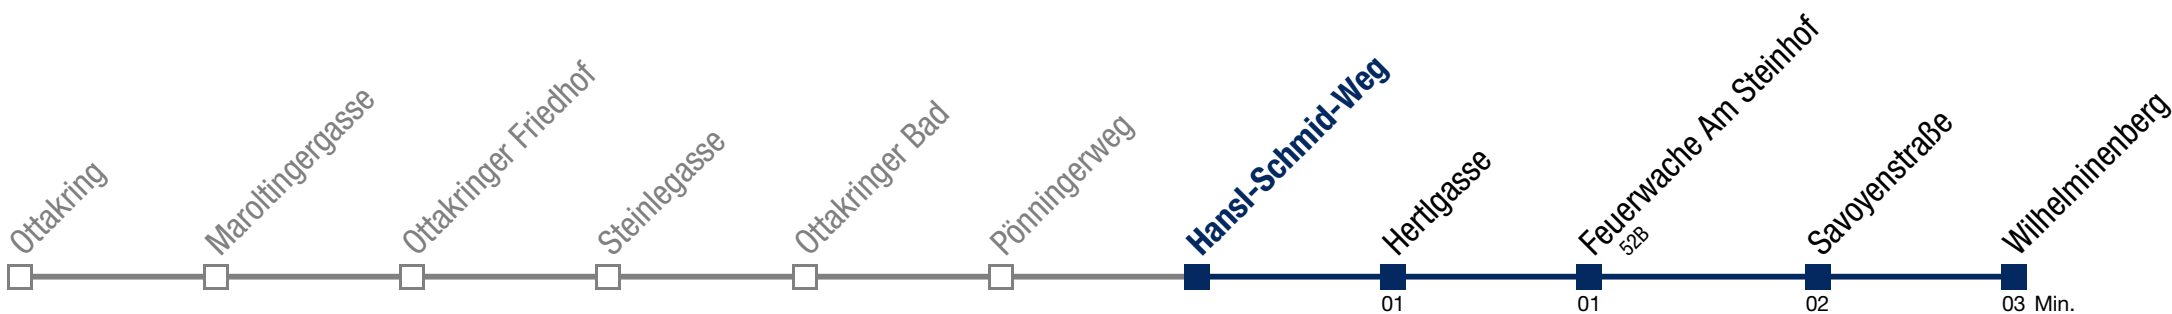 Ottakring
Maroltingergasse
Ottakringer Friedhof
Steinlegasse
Ottakringer Bad
Pönningerweg
Hansl-Schmid-Weg
Hertlgasse
Feuerwache Am Steinhof
52B
Savoyenstraße
Wilhelminenberg
01 01 02 03 Min.